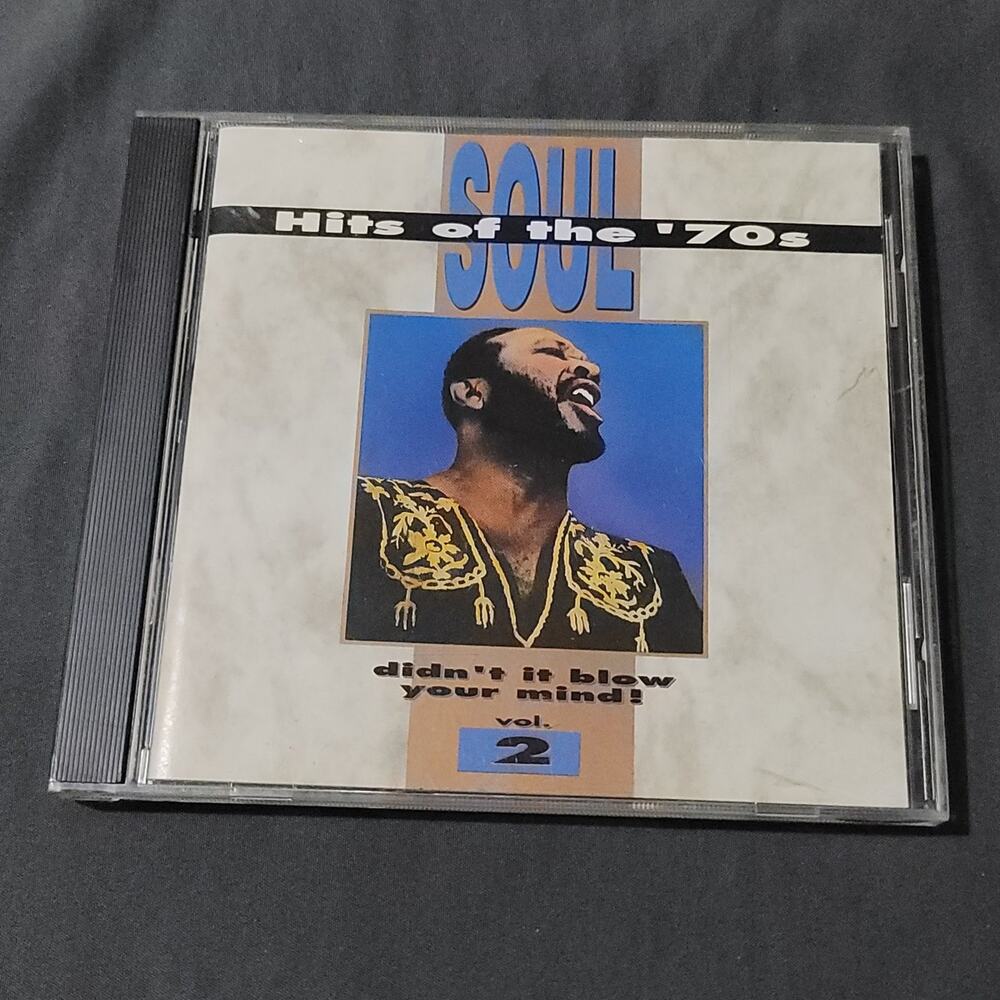 SOUL
Hits of the '70s
didn't it blow
your mind!
vol.
2